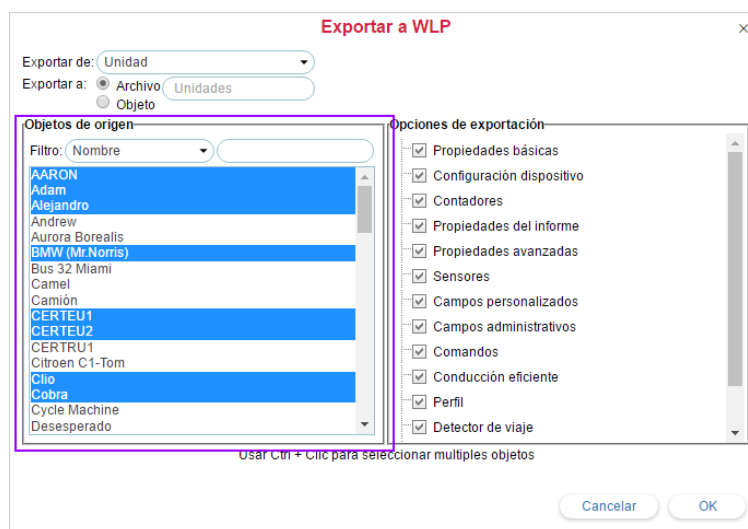 Exportar a WLP
×
Exportar de: Unidad
Exportar a: Archivo Unidades
Objeto
Objetos de origen
Filtro: Nombre
AARON
Adam
Alejandro
Andrew
Aurora Borealis
BMW (Mr.Norris)
Bus 32 Miami
Camel
Camión
CERTEU1
CERTEU2
CERTRU1
Citroen C1-Tom
Clio
Cobra
Cycle Machine
Desesperado
Opciones de exportación
Propiedades básicas
Configuración dispositivo
Contadores
Propiedades del informe
Propiedades avanzadas
Sensores
Campos personalizados
Campos administrativos
Comandos
Conducción eficiente
Perfil
Detector de viaje
Usar Ctrl + Clic para seleccionar multiples objetos
Cancelar
OK